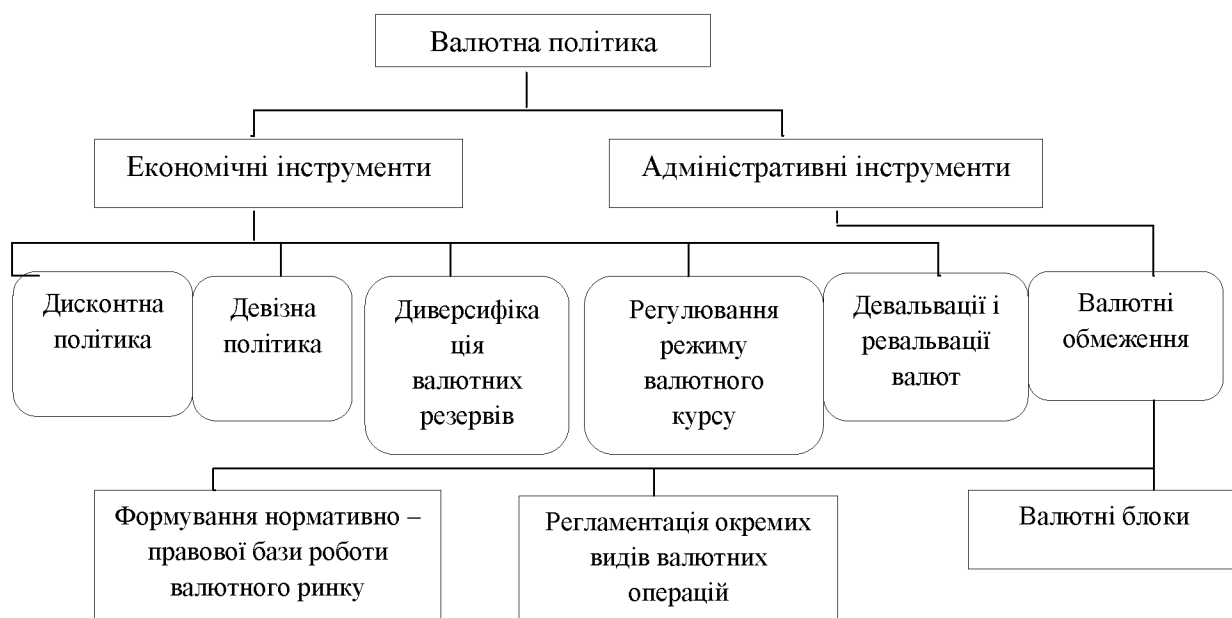 Валютна політика
Економічні інструменти
Адміністративні інструменти
Дисконтна
політика
Девізна
політика
Диверсифіка
ція
валютних
резервів
Регулювання
режиму
валютного
курсу
Девальвації і
ревальвації
валют
Валютні
обмеження
Формування нормативно –
правової бази роботи
валютного ринку
Регламентація окремих
видів валютних
операцій
Валютні блоки